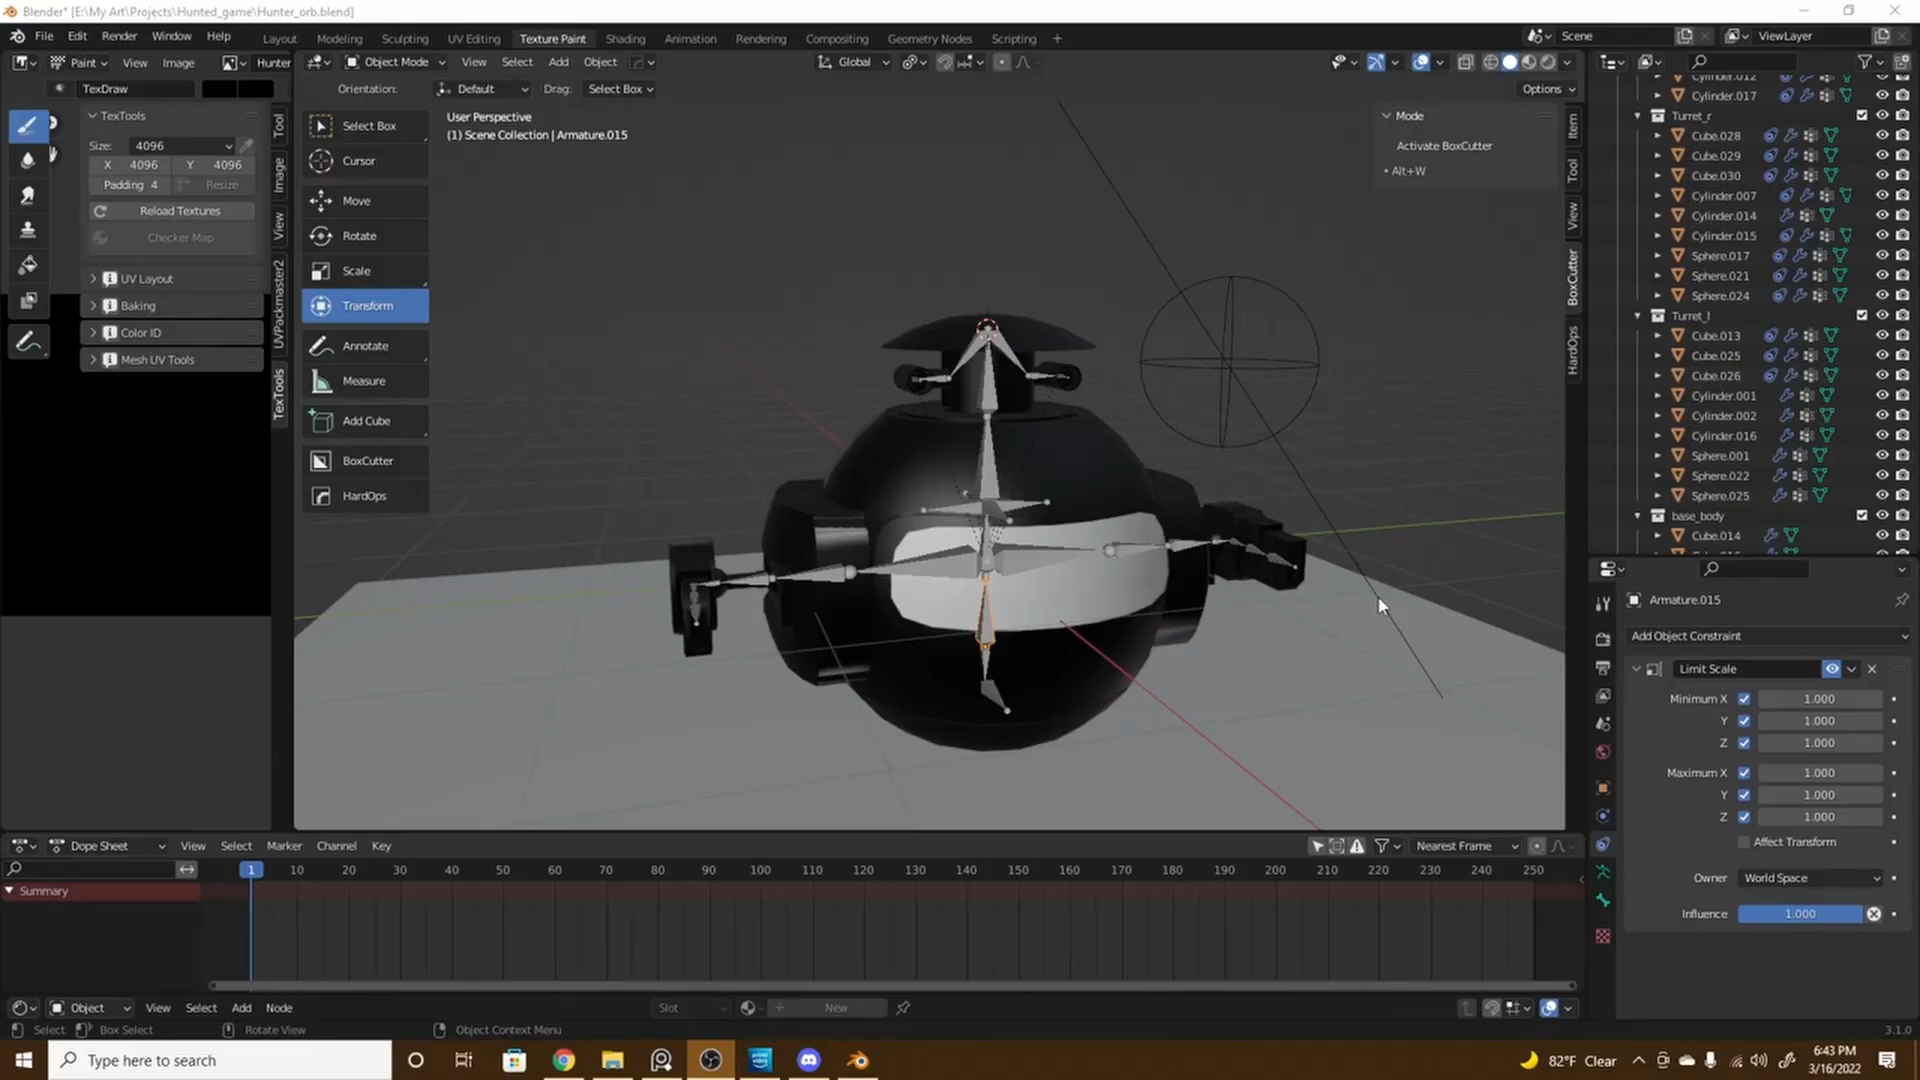 Blender* [E:\My Art\Projects\Hunted_game\Hunter_orb.blend]
File Edit Render Window Help
Layout Modeling Sculpting UV Editing Texture Paint Shading Animation Rendering Compositing Geometry Nodes Scripting +
Scene
ViewLayer
Paint View Image Hunter
Object Mode View Select Add Object Global
TexDraw
Orientation: Default Drag: Select Box
Options
TexTools
Size: 4096
X 4096 Y 4096
Padding 4 Resize
Reload Textures
Checker Map
UV Layout
Baking
Color ID
Mesh UV Tools
Tool
Image
View
UVPackmaster2
TexTools
Select Box
Cursor
Move
Rotate
Scale
Transform
Annotate
Measure
Add Cube
BoxCutter
HardOps
User Perspective
(1) Scene Collection | Armature.015
Mode
Activate BoxCutter
• Alt+W
Item
Tool
View
BoxCutter
HardOps
Cylinder.012
Cylinder.017
Turret_r
Cube.028
Cube.029
Cube.030
Cylinder.007
Cylinder.014
Cylinder.015
Sphere.017
Sphere.021
Sphere.024
Turret_l
Cube.013
Cube.025
Cube.026
Cylinder.001
Cylinder.002
Cylinder.016
Sphere.001
Sphere.022
Sphere.025
base_body
Cube.014
Armature.015
Add Object Constraint
Limit Scale
Minimum X 1.000
Y 1.000
Z 1.000
Maximum X 1.000
Y 1.000
Z 1.000
Affect Transform
Owner World Space
Influence 1.000
Dope Sheet View Select Marker Channel Key
Nearest Frame
1 10 20 30 40 50 60 70 80 90 100 110 120 130 140 150 160 170 180 190 200 210 220 230 240 250
Summary
Object View Select Add Node
Slot
New
Select Box Select Rotate View Object Context Menu
3.1.0
Type here to search
82°F Clear
6:43 PM
3/16/2022